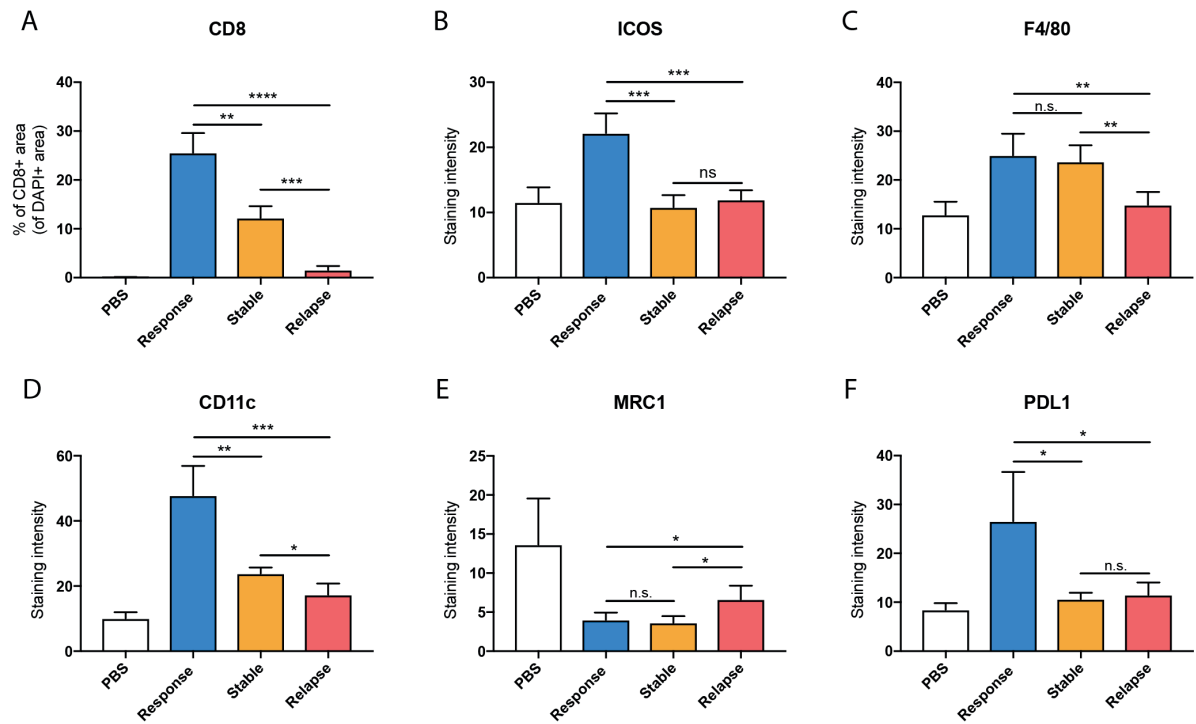 A
CD8
% of CD8+ area
(of DAPI+ area)
40
30
20
10
0
****
**
***
PBS
Response
Stable
Relapse
B
ICOS
Staining intensity
30
20
10
0
***
***
ns
PBS
Response
Stable
Relapse
C
F4/80
Staining intensity
40
30
20
10
0
**
n.s.
**
PBS
Response
Stable
Relapse
D
CD11c
Staining intensity
60
40
20
0
***
**
*
PBS
Response
Stable
Relapse
E
MRC1
Staining intensity
25
20
15
10
5
0
*
*
n.s.
PBS
Response
Stable
Relapse
F
PDL1
Staining intensity
40
30
20
10
0
*
*
n.s.
PBS
Response
Stable
Relapse